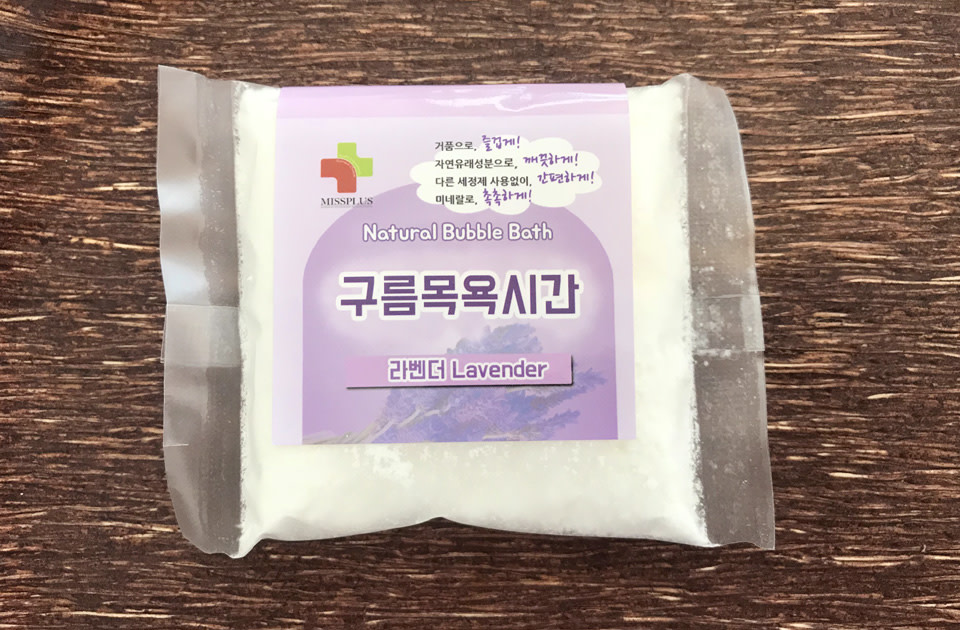 거품으로, 즐겁게!
자연유래성분으로, 깨끗하게!
다른 세정제 사용없이, 간편하게!
미네랄로, 촉촉하게!
MISSPLUS
Natural Bubble Bath
구름목욕시간
라벤더 Lavender